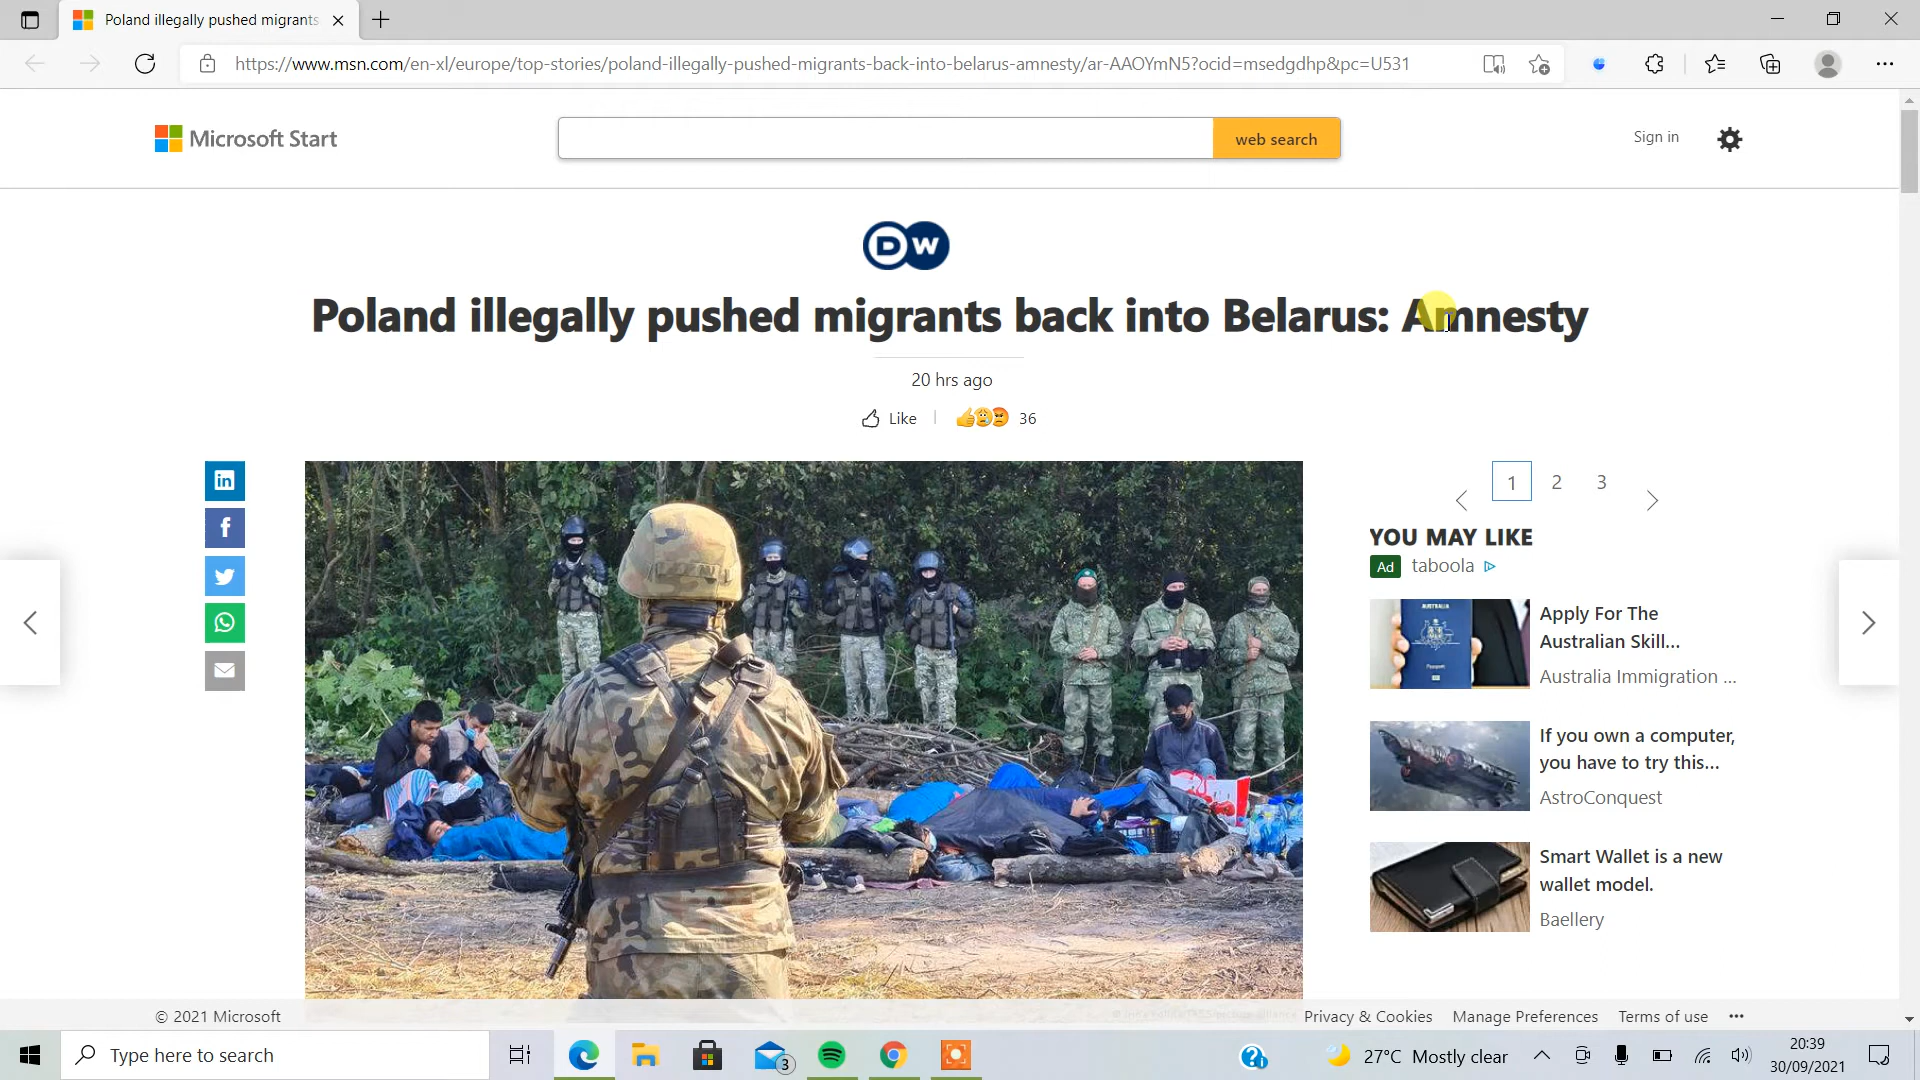 Poland illegally pushed migrants
https://www.msn.com/en-xl/europe/top-stories/poland-illegally-pushed-migrants-back-into-belarus-amnesty/ar-AAOYmN5?ocid=msedgdhp&pc=U531
Microsoft Start
web search
Sign in
DW
Poland illegally pushed migrants back into Belarus: Amnesty
20 hrs ago
Like
36
in
f
1 2 3
YOU MAY LIKE
Ad taboola
AUSTRALIA
Passport
Apply For The
Australian Skill...
Australia Immigration ...
If you own a computer,
you have to try this...
AstroConquest
Smart Wallet is a new
wallet model.
Baellery
© 2021 Microsoft
Privacy & Cookies
Manage Preferences
Terms of use
Type here to search
3
27°C Mostly clear
20:39
30/09/2021